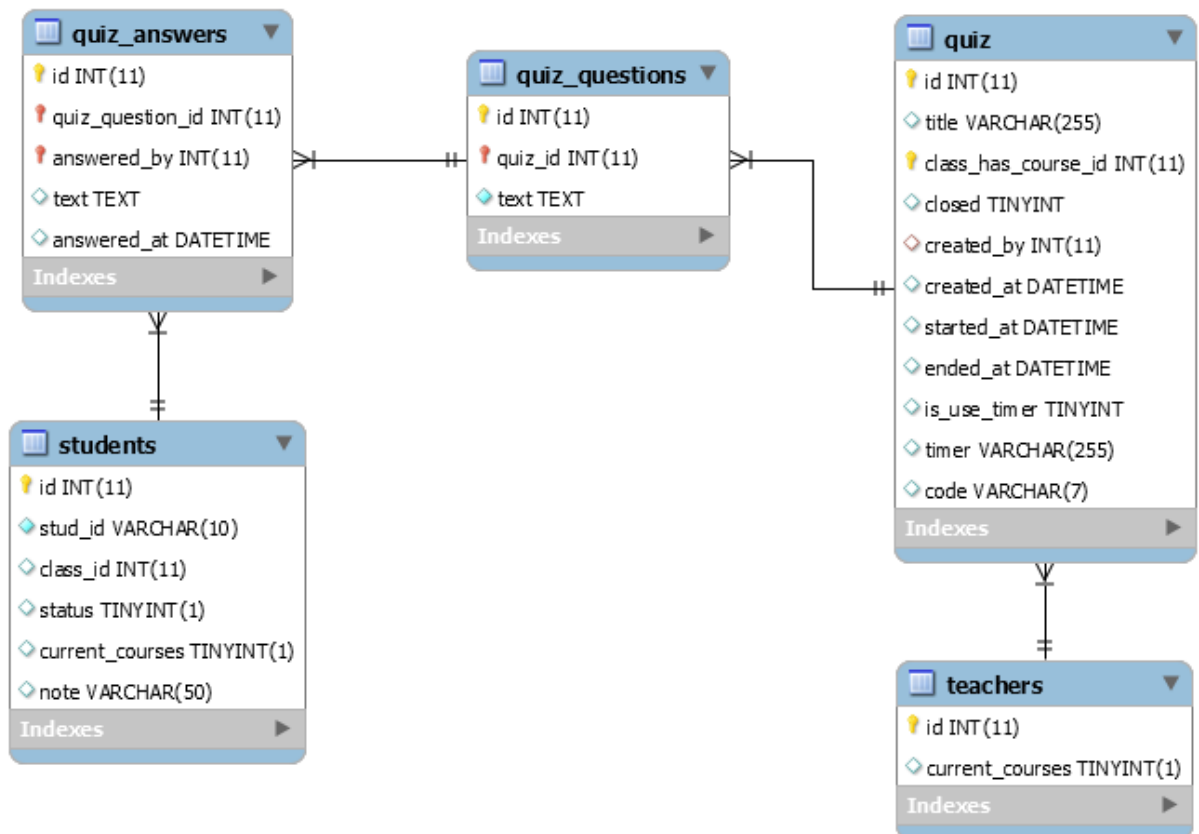 quiz_answers
id INT(11)
quiz_question_id INT(11)
answered_by INT(11)
text TEXT
answered_at DATETIME
Indexes
quiz_questions
id INT(11)
quiz_id INT(11)
text TEXT
Indexes
quiz
id INT(11)
title VARCHAR(255)
class_has_course_id INT(11)
closed TINYINT
created_by INT(11)
created_at DATETIME
started_at DATETIME
ended_at DATETIME
is_use_timer TINYINT
timer VARCHAR(255)
code VARCHAR(7)
Indexes
students
id INT(11)
stud_id VARCHAR(10)
class_id INT(11)
status TINYINT(1)
current_courses TINYINT(1)
note VARCHAR(50)
Indexes
teachers
id INT(11)
current_courses TINYINT(1)
Indexes